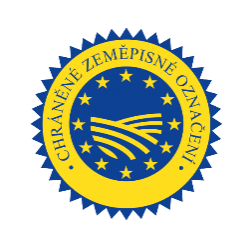 CHRÁNĚNÉ ZEMĚPISNÉ OZNAČENÍ